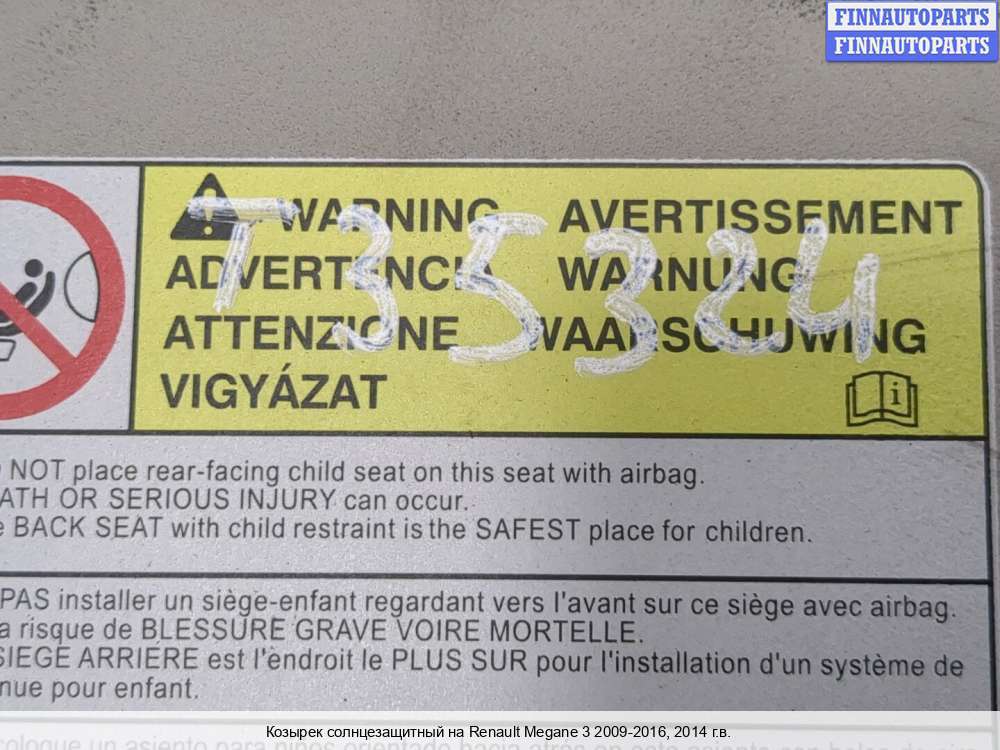 FINNAUTOPARTS
FINNAUTOPARTS
WARNING AVERTISSEMENT
ADVERTENCIA WARNUNG
ATTENZIONE WAARSCHUWING
VIGYÁZAT
T 35324
NOT place rear-facing child seat on this seat with airbag.
ATH OR SERIOUS INJURY can occur.
e BACK SEAT with child restraint is the SAFEST place for children.
PAS installer un siège-enfant regardant vers l'avant sur ce siège avec airbag.
a risque de BLESSURE GRAVE VOIRE MORTELLE.
SIEGE ARRIÉRE est l'èndroit le PLUS SUR pour l'installation d'un système de
nue pour enfant.
Козырек солнцезащитный на Renault Megane 3 2009-2016, 2014 г.в.